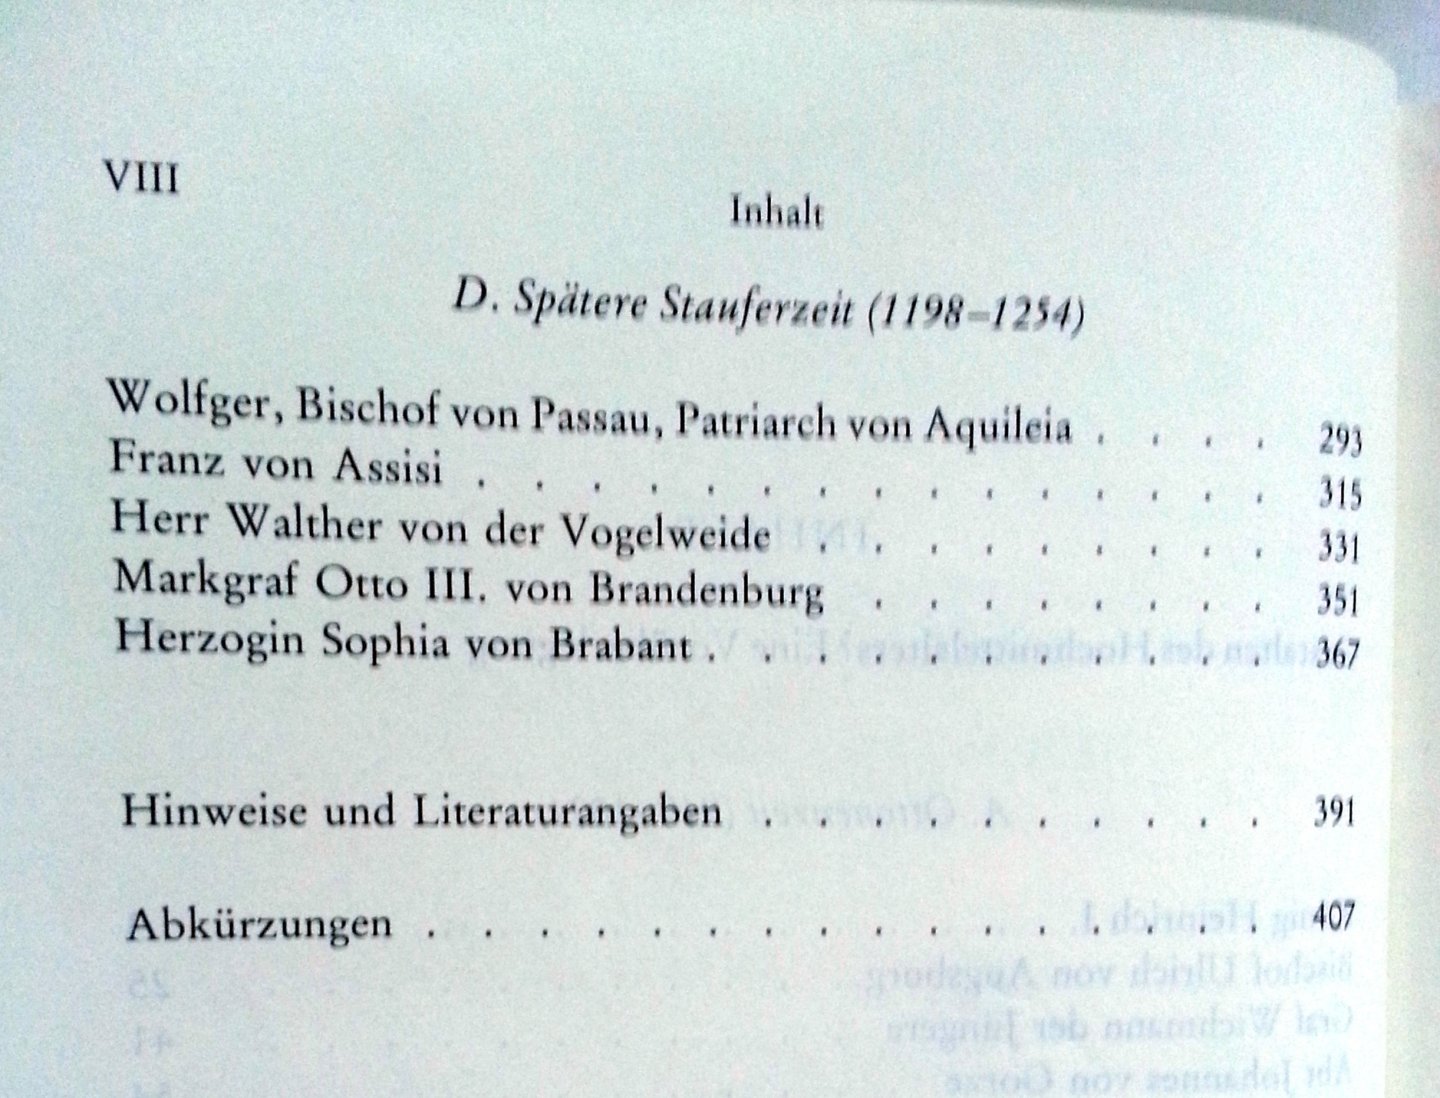 VIII
Inhalt
D. Spätere Stauferzeit (1198–1254)
Wolfger, Bischof von Passau, Patriarch von Aquileia . . . . 293
Franz von Assisi . . . . . . . . . . . . . . . 315
Herr Walther von der Vogelweide . . . . . . . . . 331
Markgraf Otto III. von Brandenburg . . . . . . . . 351
Herzogin Sophia von Brabant . . . . . . . . . . . 367
Hinweise und Literaturangaben . . . . . . . . . . 391
Abkürzungen . . . . . . . . . . . . . . . . 407